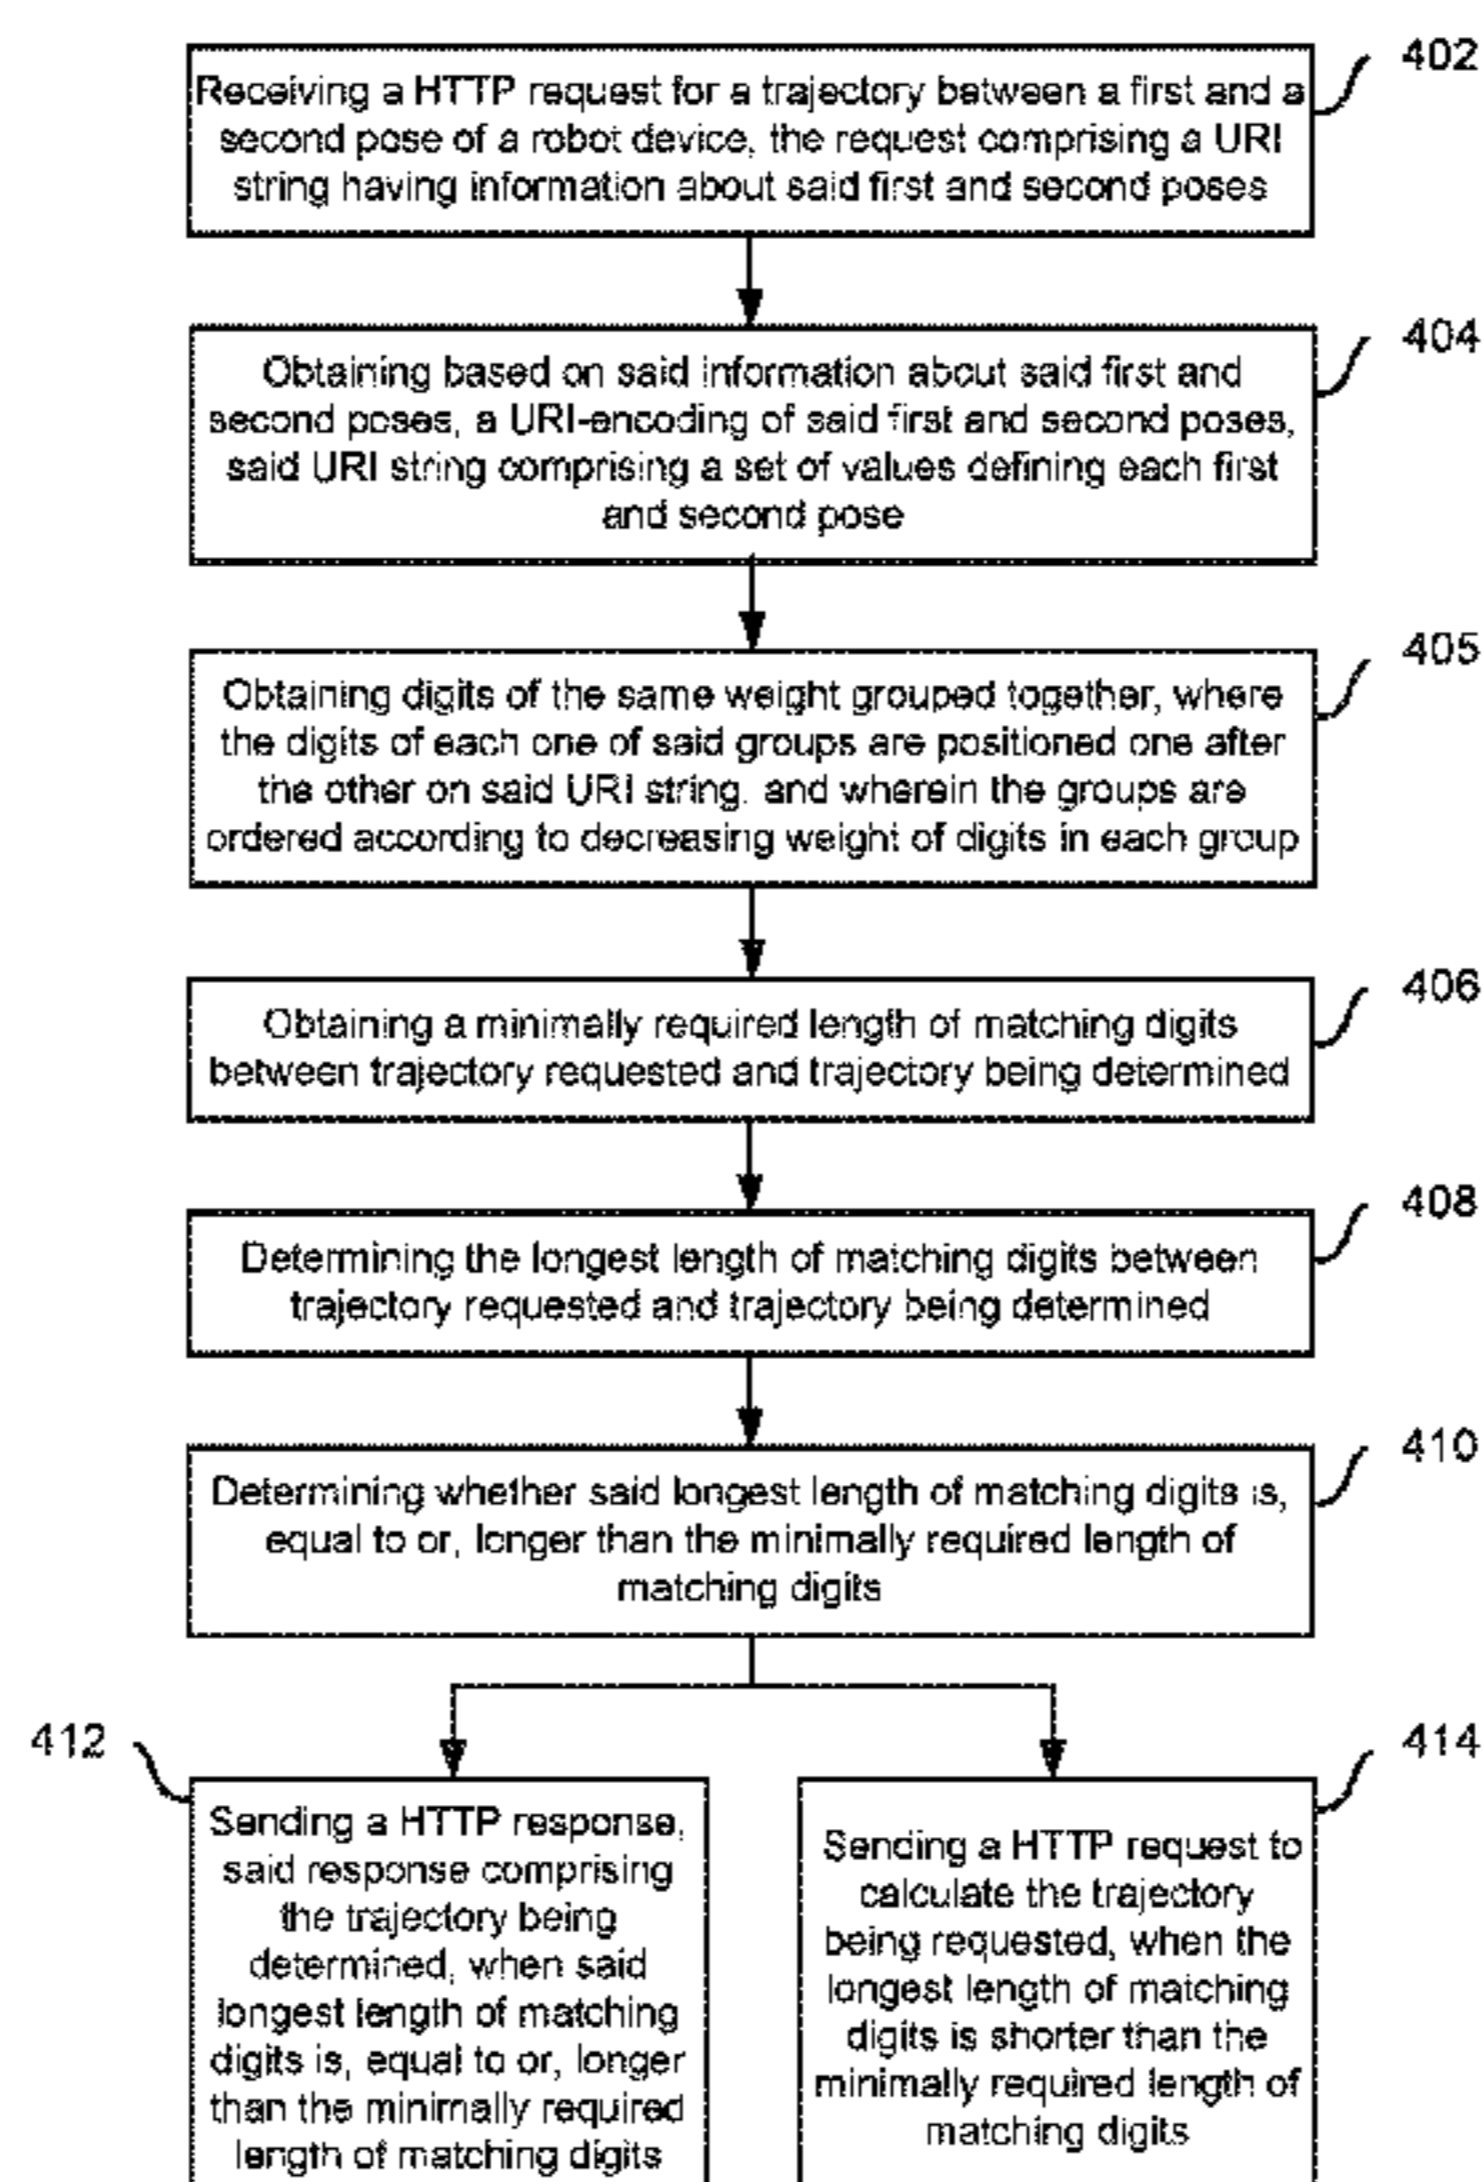 402
Receiving a HTTP request for a trajectory between a first and a
second pose of a robot device, the request comprising a URI
string having information about said first and second poses
404
Obtaining based on said information about said first and
second poses, a URI-encoding of said first and second poses,
said URI string comprising a set of values defining each first
and second pose
405
Obtaining digits of the same weight grouped together, where
the digits of each one of said groups are positioned one after
the other on said URI string, and wherein the groups are
ordered according to decreasing weight of digits in each group
406
Obtaining a minimally required length of matching digits
between trajectory requested and trajectory being determined
408
Determining the longest length of matching digits between
trajectory requested and trajectory being determined
410
Determining whether said longest length of matching digits is,
equal to or, longer than the minimally required length of
matching digits
412
Sending a HTTP response,
said response comprising
the trajectory being
determined, when said
longest length of matching
digits is, equal to or, longer
than the minimally required
length of matching digits
414
Sending a HTTP request to
calculate the trajectory
being requested, when the
longest length of matching
digits is shorter than the
minimally required length of
matching digits